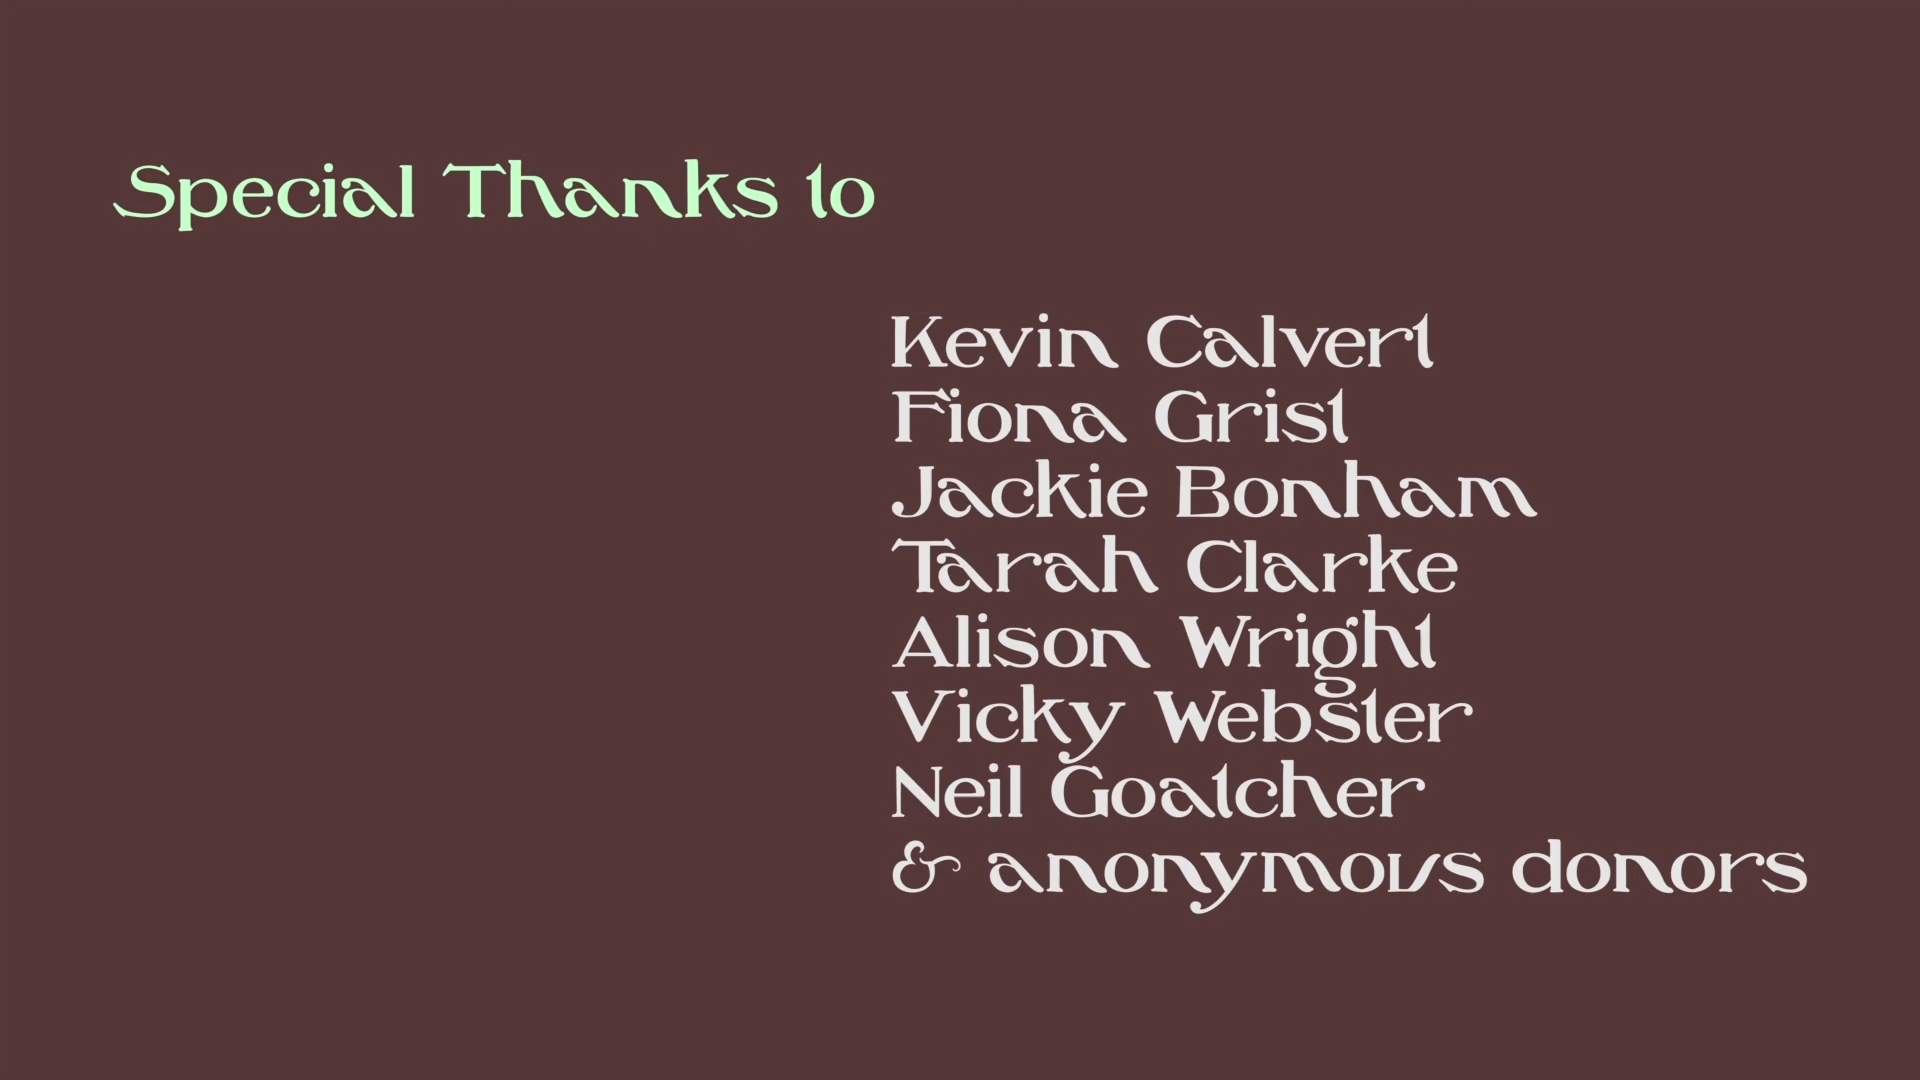 Special Thanks to
Kevin Calvert
Fiona Grist
Jackie Bonham
Tarah Clarke
Alison Wright
Vicky Webster
Neil Goatcher
& anonymous donors